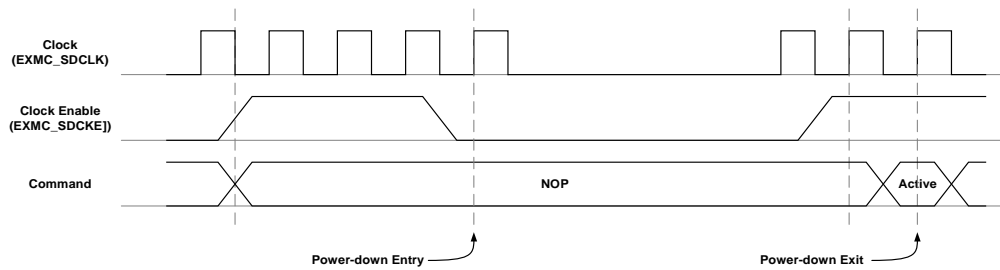 Clock
(EXMC_SDCLK)
Clock Enable
(EXMC_SDCKE])
Command
NOP
Active
Power-down Entry
Power-down Exit